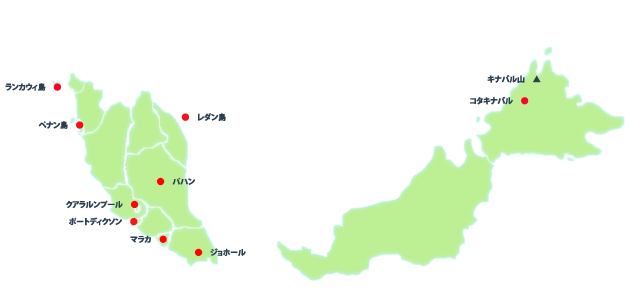 キナバル山
ランカウイ島
コタキナバル
レダン島
ペナン島
パハン
クアラルンプール
ポートディクソン
マラカ
ジョホール